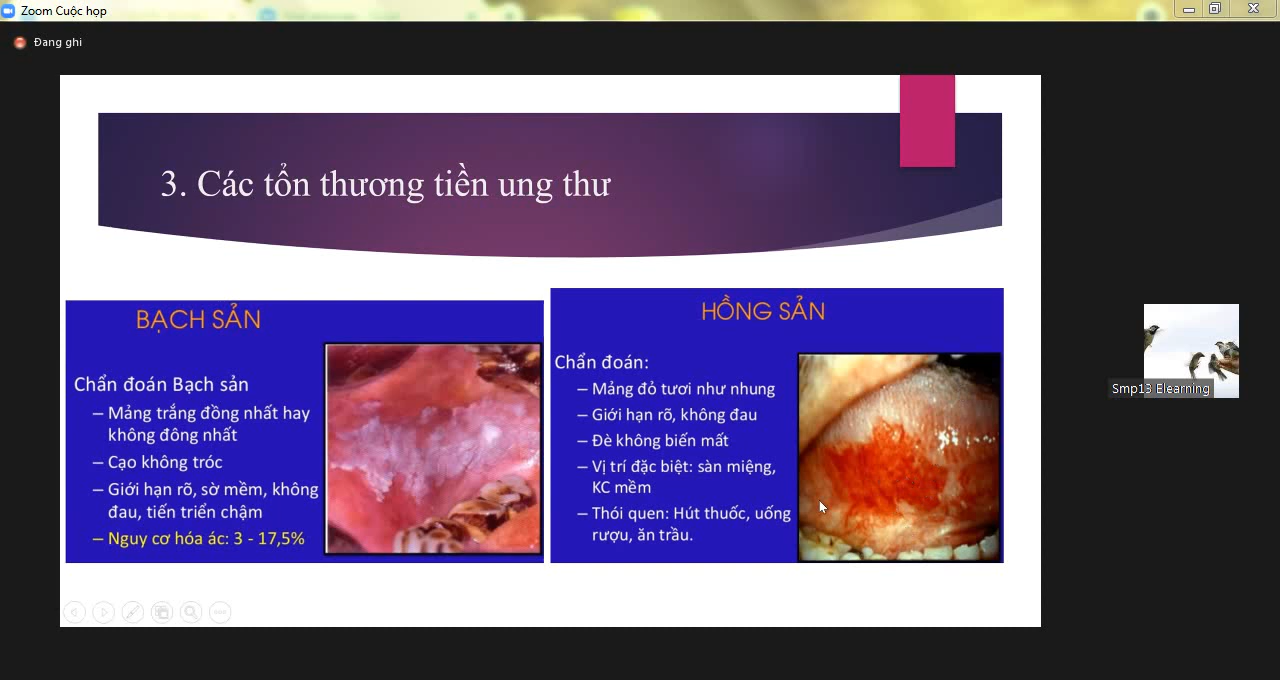 Zoom Cuộc họp
Đang ghi
3. Các tổn thương tiền ung thư
BẠCH SẢN
Chẩn đoán Bạch sản
– Mảng trắng đồng nhất hay
không đông nhất
– Cạo không tróc
– Giới hạn rõ, sờ mềm, không
đau, tiến triển chậm
– Nguy cơ hóa ác: 3 - 17,5%
HỒNG SẢN
Chẩn đoán:
– Mảng đỏ tươi như nhung
– Giới hạn rõ, không đau
– Đè không biến mất
– Vị trí đặc biệt: sàn miệng,
KC mềm
– Thói quen: Hút thuốc, uống
rượu, ăn trầu.
Smp13 Elearning